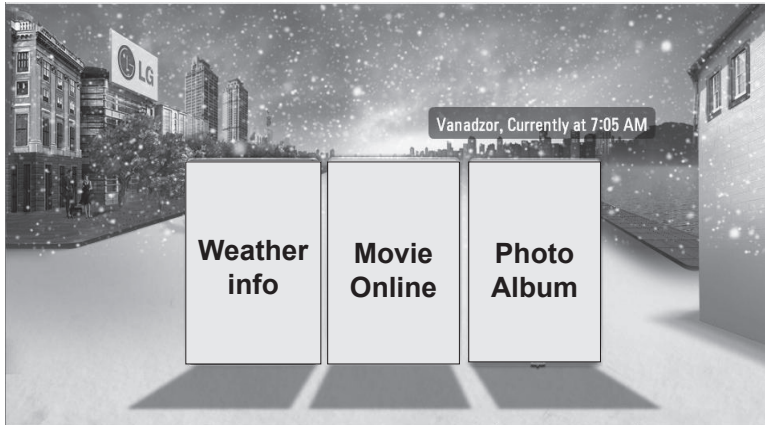 LG
Vanadzor, Currently at 7:05 AM
Weather
info
Movie
Online
Photo
Album